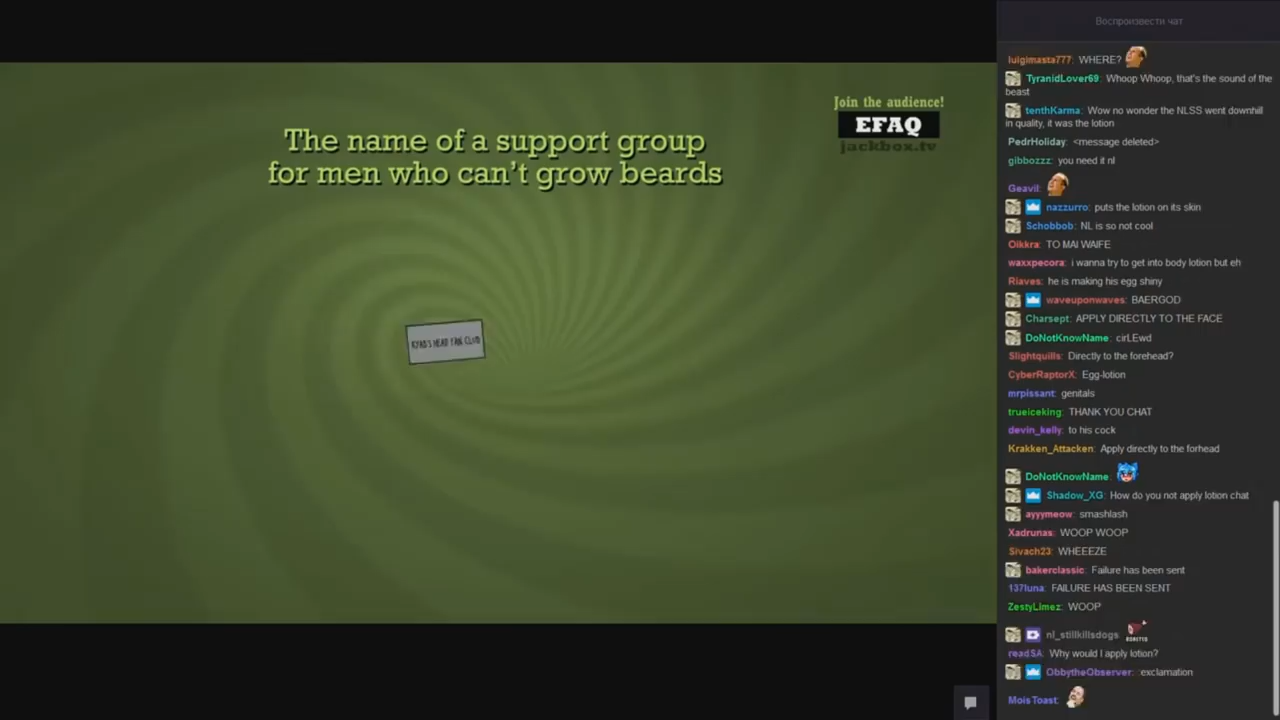 The name of a support group
for men who can't grow beards
Join the audience!
EFAQ
jackbox.tv
HEAD FAN CLUB
Воспроизвести чат
luigimasta777: WHERE?
TyranidLover69: Whoop Whoop, that's the sound of the
beast
tenthKarma: Wow no wonder the NLSS went downhill
in quality, it was the lotion
PedrHoliday: <message deleted>
gibbozzz: you need it nl
Geavil:
nazzurro: puts the lotion on its skin
Schobbob: NL is so not cool
Oikkra: TO MAI WAIFE
waxxpecora: i wanna try to get into body lotion but eh
Riaves: he is making his egg shiny
waveuponwaves: BAERGOD
Charsept: APPLY DIRECTLY TO THE FACE
DoNotKnowName: cirLEwd
Slightquills: Directly to the forehead?
CyberRaptorX: Egg-lotion
mrpissant: genitals
trueiceking: THANK YOU CHAT
devin_kelly: to his cock
Krakken_Attacken: Apply directly to the forhead
DoNotKnowName:
Shadow_XG: How do you not apply lotion chat
ayyymeow: smashlash
Xadrunas: WOOP WOOP
Sivach23: WHEEEZE
bakerclassic: Failure has been sent
137luna: FAILURE HAS BEEN SENT
ZestyLimez: WOOP
nl_stillkillsdogs:
readSA: Why would I apply lotion?
ObbytheObserver: exclamation
MoisToast: